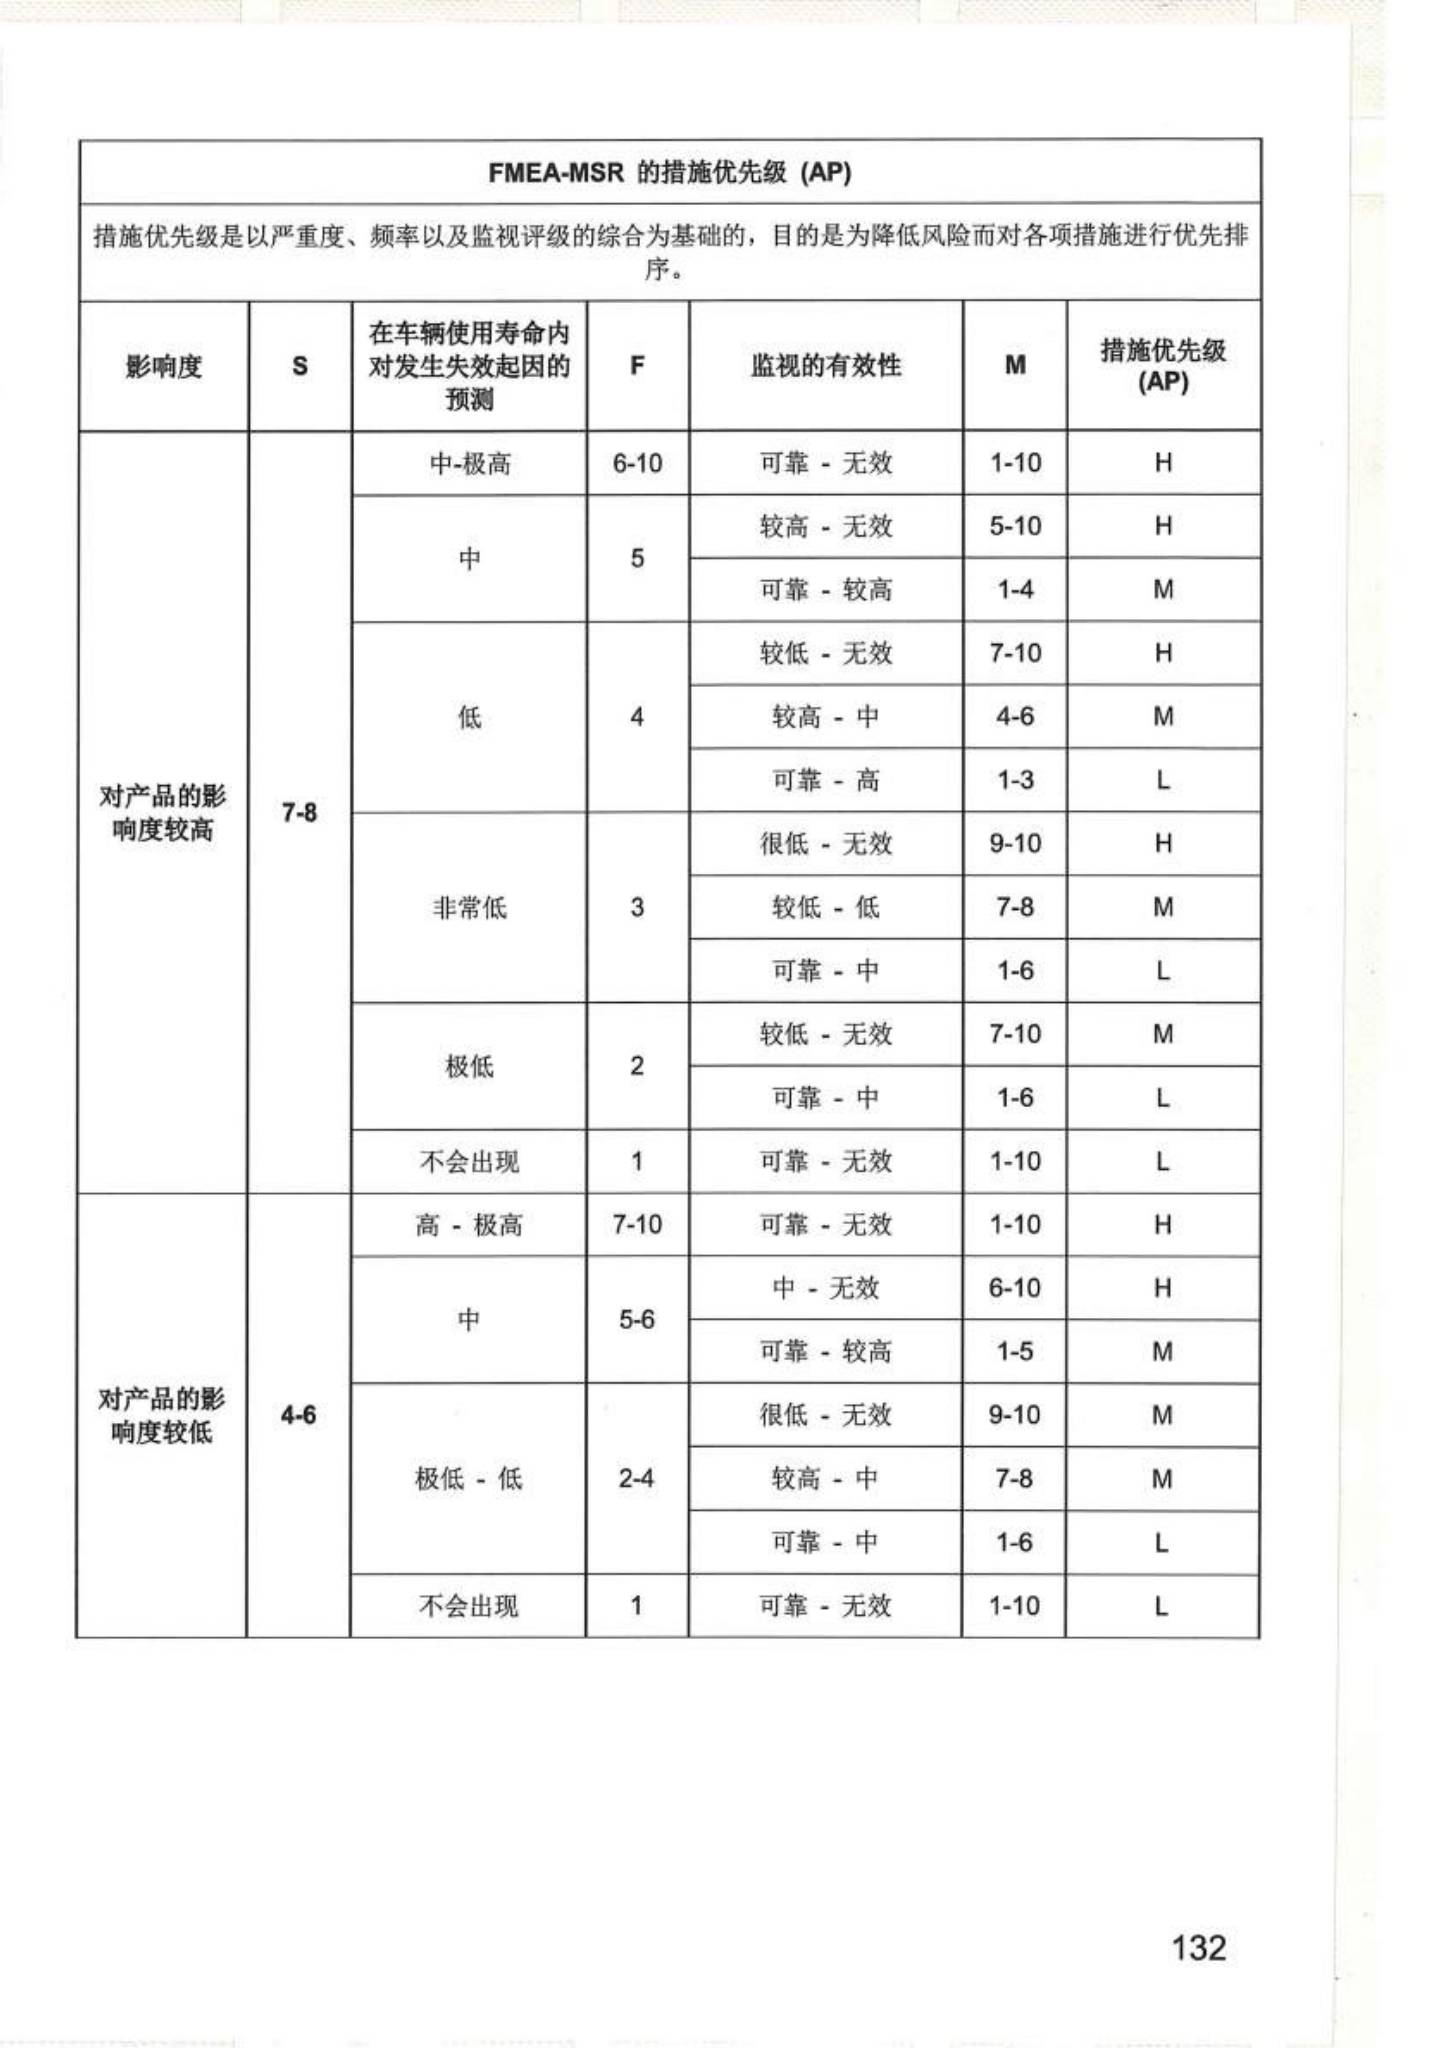 FMEA-MSR 的措施优先级 (AP)
措施优先级是以严重度、频率以及监视评级的综合为基础的，目的是为降低风险而对各项措施进行优先排
序。
影响度 S 在车辆使用寿命内 F 监视的有效性 M 措施优先级
对发生失效起因的 (AP)
预测
中-极高 6-10 可靠 - 无效 1-10 H
中 5 较高 - 无效 5-10 H
可靠 - 较高 1-4 M
低 4 较低 - 无效 7-10 H
较高 - 中 4-6 M
可靠 - 高 1-3 L
对产品的影
响度较高
7-8
非常低 3 很低 - 无效 9-10 H
较低 - 低 7-8 M
可靠 - 中 1-6 L
极低 2 较低 - 无效 7-10 M
可靠 - 中 1-6 L
不会出现 1 可靠 - 无效 1-10 L
高 - 极高 7-10 可靠 - 无效 1-10 H
中 5-6 中 - 无效 6-10 H
可靠 - 较高 1-5 M
对产品的影
响度较低
4-6
极低 - 低 2-4 很低 - 无效 9-10 M
较高 - 中 7-8 M
可靠 - 中 1-6 L
不会出现 1 可靠 - 无效 1-10 L
132